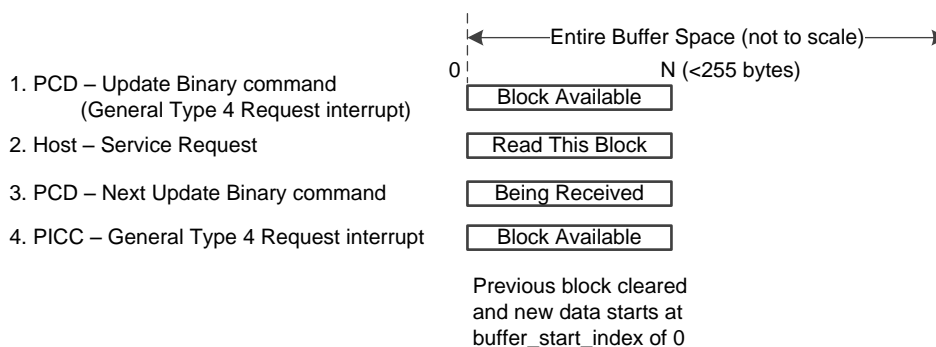 Entire Buffer Space (not to scale)
0 N (<255 bytes)
1. PCD – Update Binary command
(General Type 4 Request interrupt)
Block Available
2. Host – Service Request Read This Block
3. PCD – Next Update Binary command Being Received
4. PICC – General Type 4 Request interrupt Block Available
Previous block cleared
and new data starts at
buffer_start_index of 0